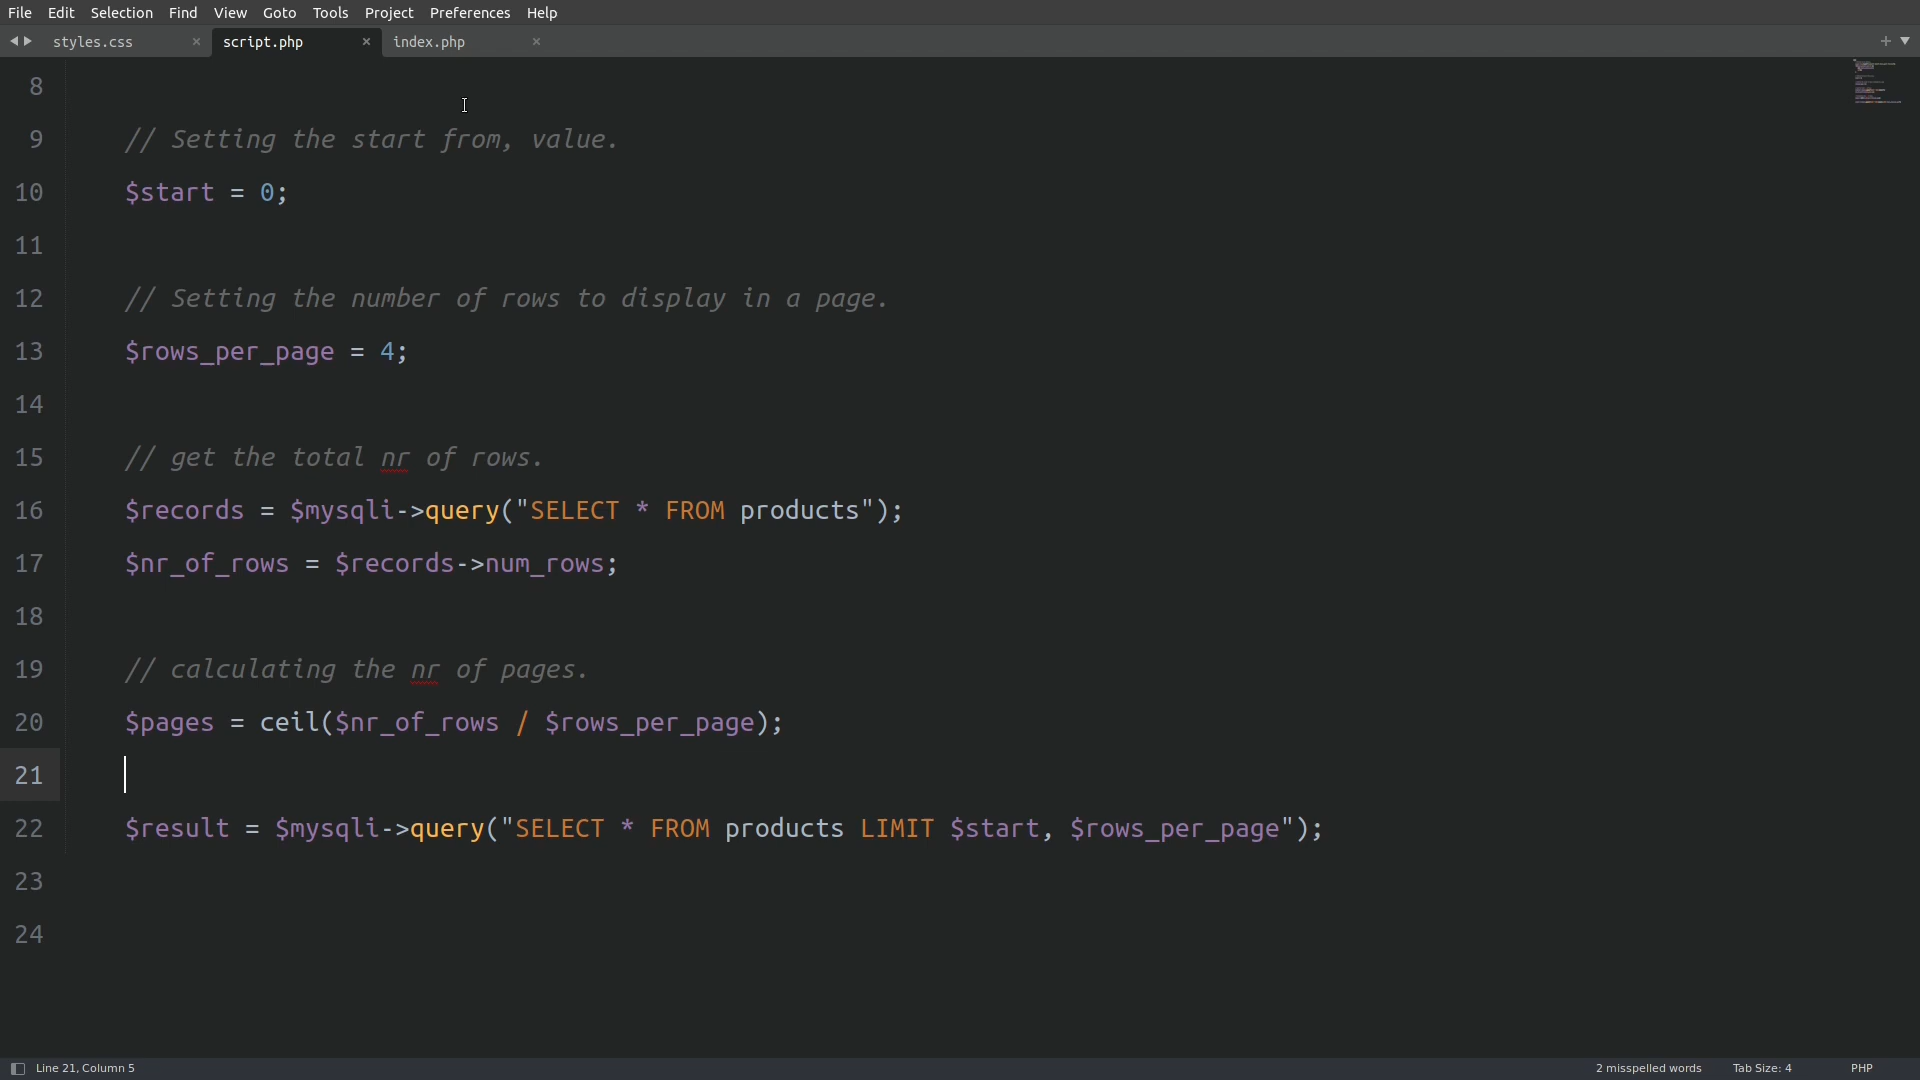 File Edit Selection Find View Goto Tools Project Preferences Help
styles.css × script.php × index.php × +
8
9 // Setting the start from, value.
10 $start = 0;
11
12 // Setting the number of rows to display in a page.
13 $rows_per_page = 4;
14
15 // get the total nr of rows.
16 $records = $mysqli->query("SELECT * FROM products");
17 $nr_of_rows = $records->num_rows;
18
19 // calculating the nr of pages.
20 $pages = ceil($nr_of_rows / $rows_per_page);
21
22 $result = $mysqli->query("SELECT * FROM products LIMIT $start, $rows_per_page");
23
24
Line 21, Column 5 2 misspelled words Tab Size: 4 PHP